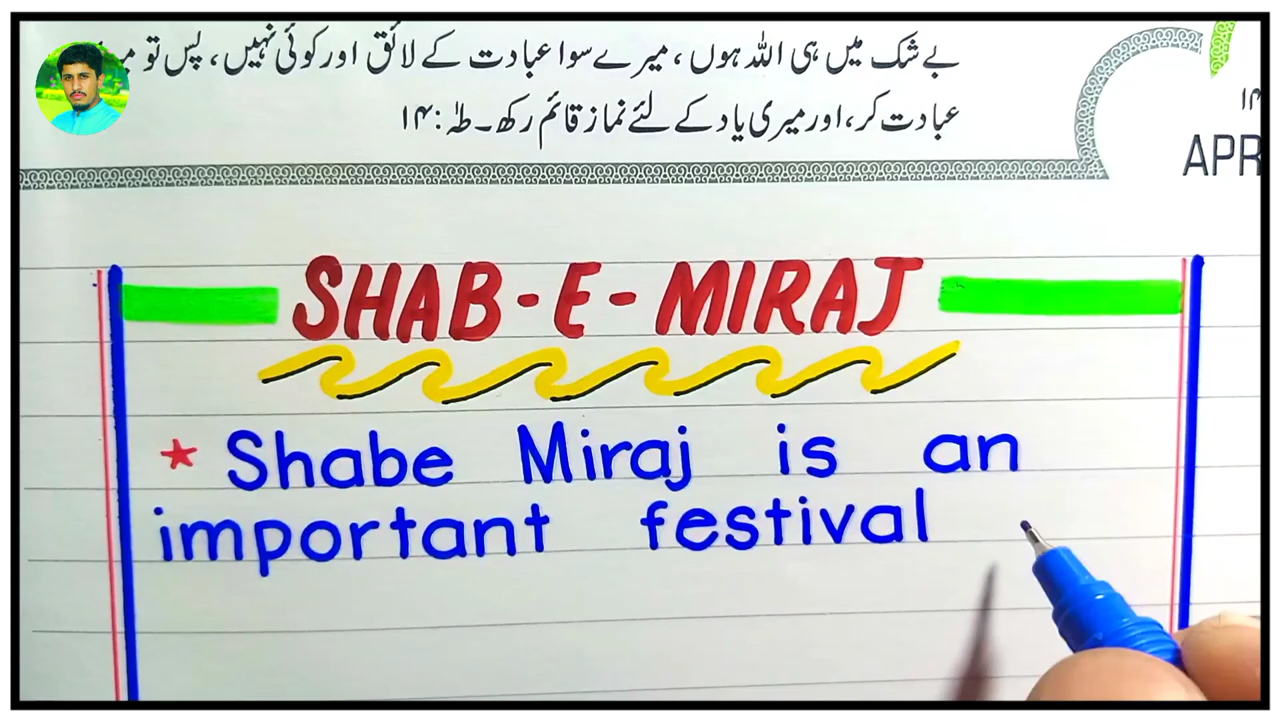 بے شک میں ہی اللہ ہوں، میرے سوا عبادت کے لائق اور کوئی نہیں، پس تو
عبادت کر، اور میری یاد کے لئے نماز قائم رکھ۔ طہٰ: ۱۴
APR
SHAB-E-MIRAJ
* Shabe Miraj is an
important festival